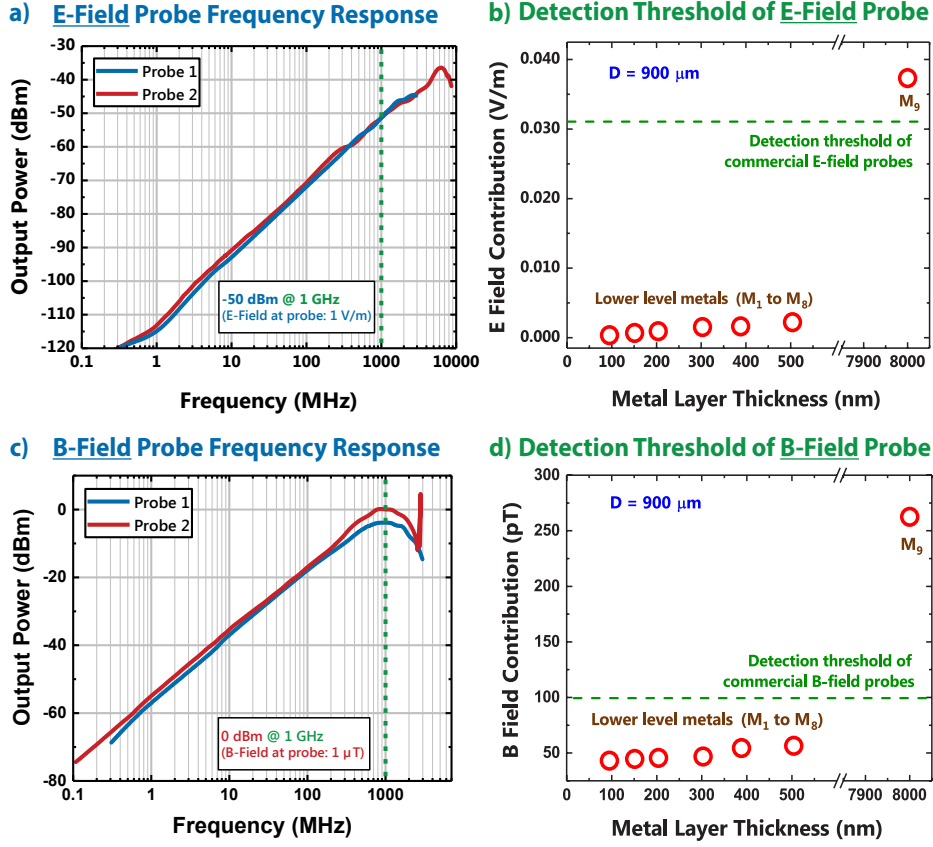 a) E-Field Probe Frequency Response
-30
-40
-50
-60
-70
-80
-90
-100
-110
-120
Output Power (dBm)
Probe 1
Probe 2
-50 dBm @ 1 GHz
(E-Field at probe: 1 V/m)
0.1 1 10 100 1000 10000
Frequency (MHz)
b) Detection Threshold of E-Field Probe
0.040
0.030
0.020
0.010
0.000
E Field Contribution (V/m)
D = 900 μm
M9
Detection threshold of
commercial E-field probes
Lower level metals (M1 to M8)
0 100 200 300 400 500 7900 8000
Metal Layer Thickness (nm)
c) B-Field Probe Frequency Response
0
-20
-40
-60
-80
Output Power (dBm)
Probe 1
Probe 2
0 dBm @ 1 GHz
(B-Field at probe: 1 μT)
0.1 1 10 100 1000
Frequency (MHz)
d) Detection Threshold of B-Field Probe
300
250
200
150
100
50
B Field Contribution (pT)
D = 900 μm
M9
Detection threshold of
commercial B-field probes
Lower level metals (M1 to M8)
0 100 200 300 400 500 7900 8000
Metal Layer Thickness (nm)